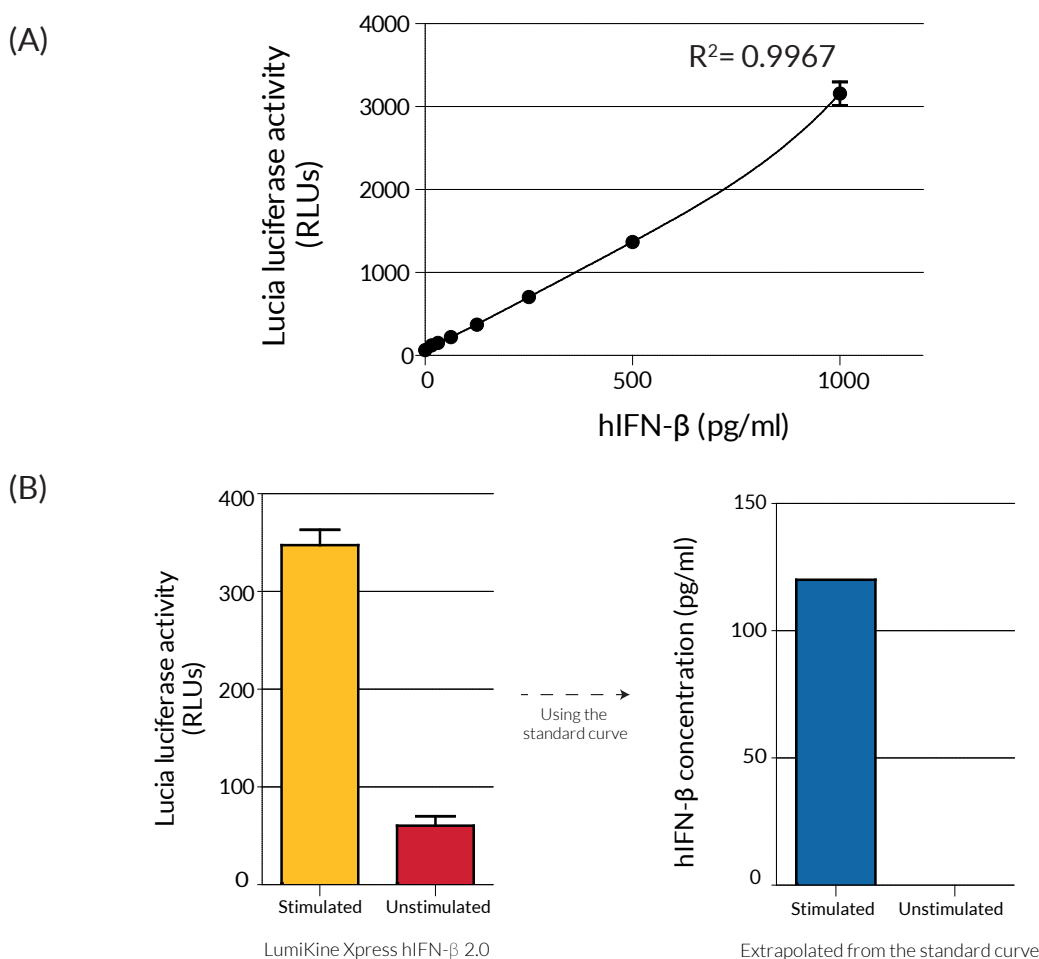 (A)
Lucia luciferase activity
(RLUs)
4000
3000
2000
1000
0
R²= 0.9967
0
500
1000
hIFN-β (pg/ml)
(B)
Lucia luciferase activity
(RLUs)
400
300
200
100
0
Stimulated
Unstimulated
LumiKine Xpress hIFN-β 2.0
Using the
standard curve
hIFN-β concentration (pg/ml)
150
100
50
0
Stimulated
Unstimulated
Extrapolated from the standard curve